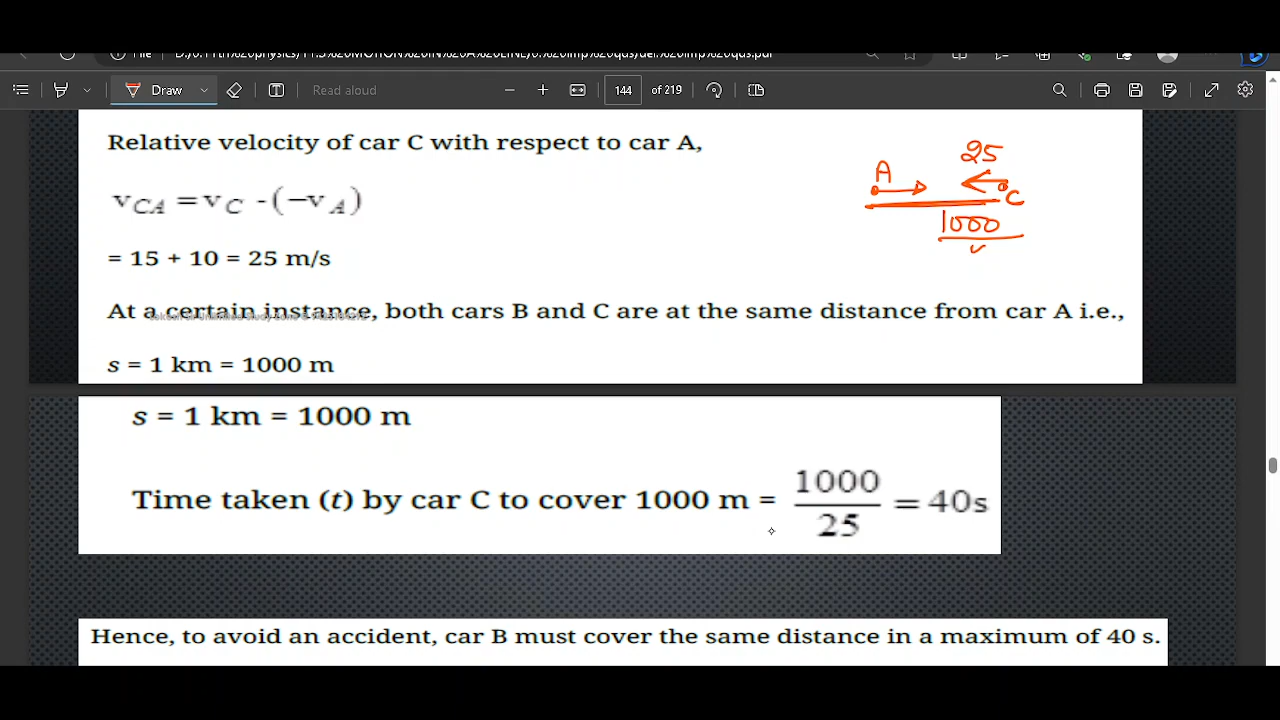 File
Draw
Read aloud
144 of 219
Relative velocity of car C with respect to car A,
vCA = vC -(−vA)
= 15 + 10 = 25 m/s
A
25
C
1000
At a certain instance, both cars B and C are at the same distance from car A i.e.,
s = 1 km = 1000 m
s = 1 km = 1000 m
Time taken (t) by car C to cover 1000 m = 1000/25 = 40s
Hence, to avoid an accident, car B must cover the same distance in a maximum of 40 s.